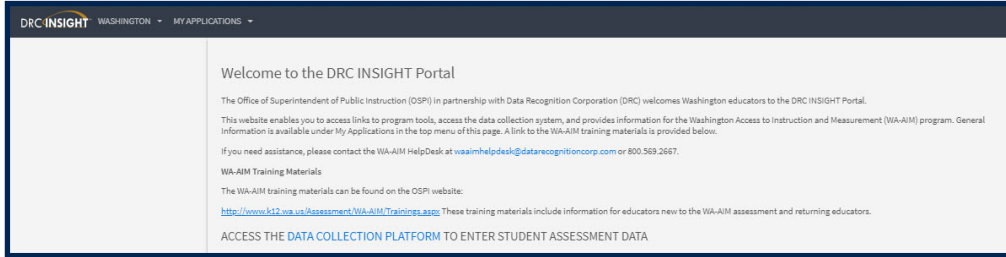 DRC INSIGHT WASHINGTON MY APPLICATIONS
Welcome to the DRC INSIGHT Portal
The Office of Superintendent of Public Instruction (OSPI) in partnership with Data Recognition Corporation (DRC) welcomes Washington educators to the DRC INSIGHT Portal.
This website enables you to access links to program tools, access the data collection system, and provides information for the Washington Access to Instruction and Measurement (WA-AIM) program. General
Information is available under My Applications in the top menu of this page. A link to the WA-AIM training materials is provided below.
If you need assistance, please contact the WA-AIM HelpDesk at waaimhelpdesk@datarecognitioncorp.com or 800.569.2667.
WA-AIM Training Materials
The WA-AIM training materials can be found on the OSPI website:
http://www.k12.wa.us/Assessment/WA-AIM/Trainings.aspx These training materials include information for educators new to the WA-AIM assessment and returning educators.
ACCESS THE DATA COLLECTION PLATFORM TO ENTER STUDENT ASSESSMENT DATA